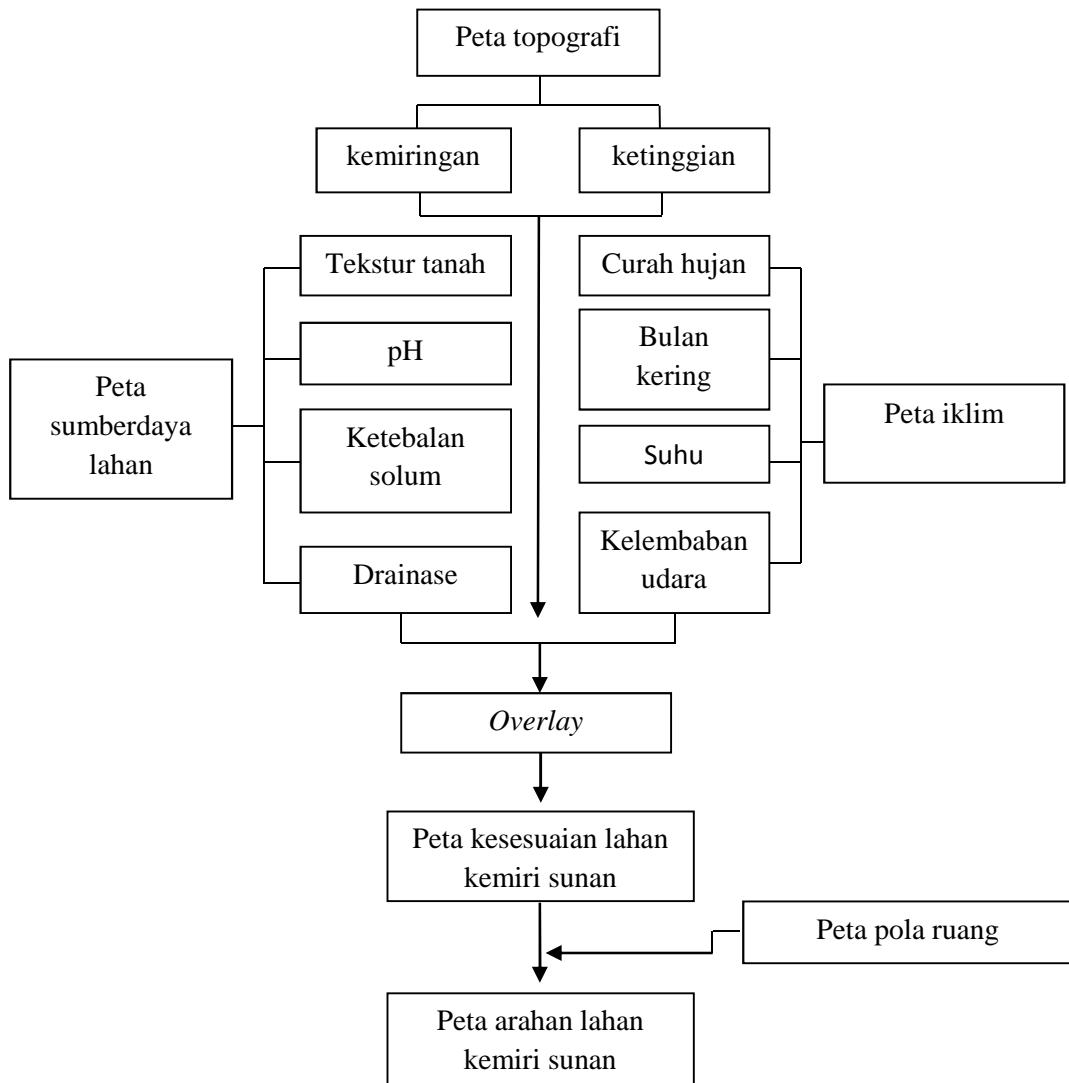 Peta topografi
kemiringan
ketinggian
Tekstur tanah
Curah hujan
pH
Bulan
kering
Peta
sumberdaya
lahan
Ketebalan
solum
Suhu
Peta iklim
Drainase
Kelembaban
udara
Overlay
Peta kesesuaian lahan
kemiri sunan
Peta pola ruang
Peta arahan lahan
kemiri sunan